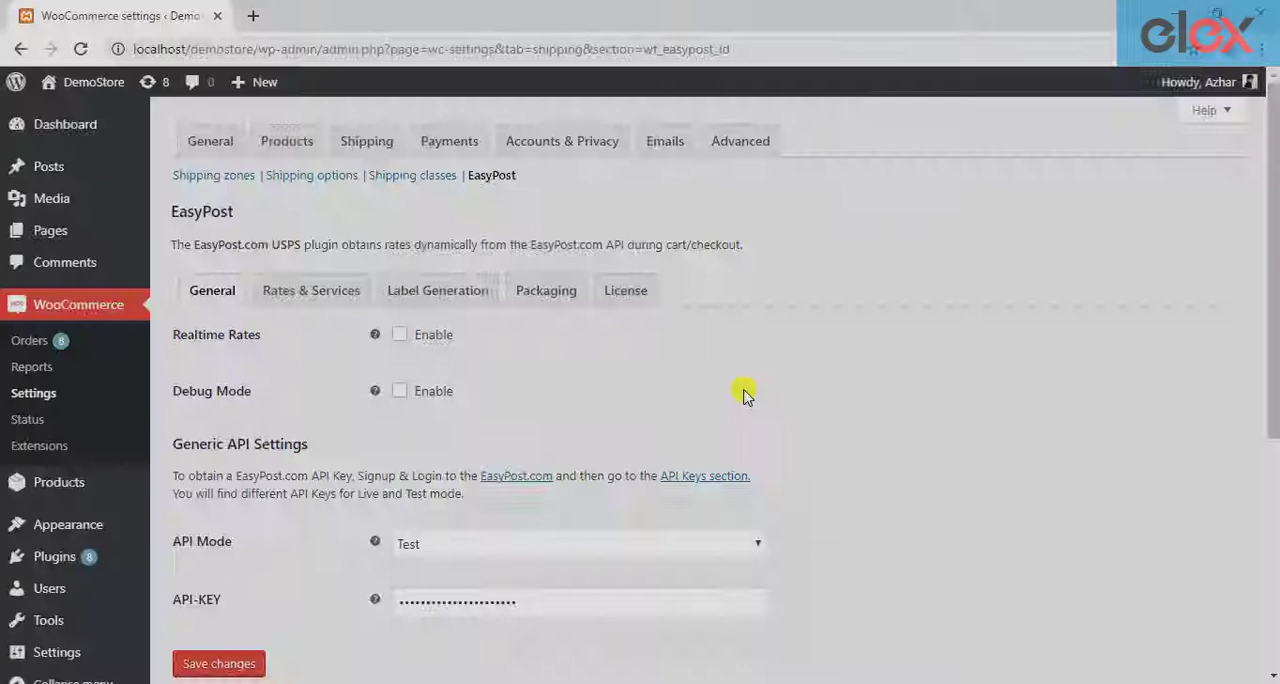 WooCommerce settings ‹ Demo
elex
localhost/demostore/wp-admin/admin.php?page=wc-settings&tab=shipping&section=wf_easypost_id
DemoStore 8 0 New Howdy, Azhar
Help
Dashboard
Posts
Media
Pages
Comments
WooCommerce
Orders 6
Reports
Settings
Status
Extensions
Products
Appearance
Plugins 8
Users
Tools
Settings
Collapse menu
General Products Shipping Payments Accounts & Privacy Emails Advanced
Shipping zones | Shipping options | Shipping classes | EasyPost
EasyPost
The EasyPost.com USPS plugin obtains rates dynamically from the EasyPost.com API during cart/checkout.
General Rates & Services Label Generation Packaging License
Realtime Rates Enable
Debug Mode Enable
Generic API Settings
To obtain a EasyPost.com API Key, Signup & Login to the EasyPost.com and then go to the API Keys section.
You will find different API Keys for Live and Test mode.
API Mode Test
API-KEY
Save changes